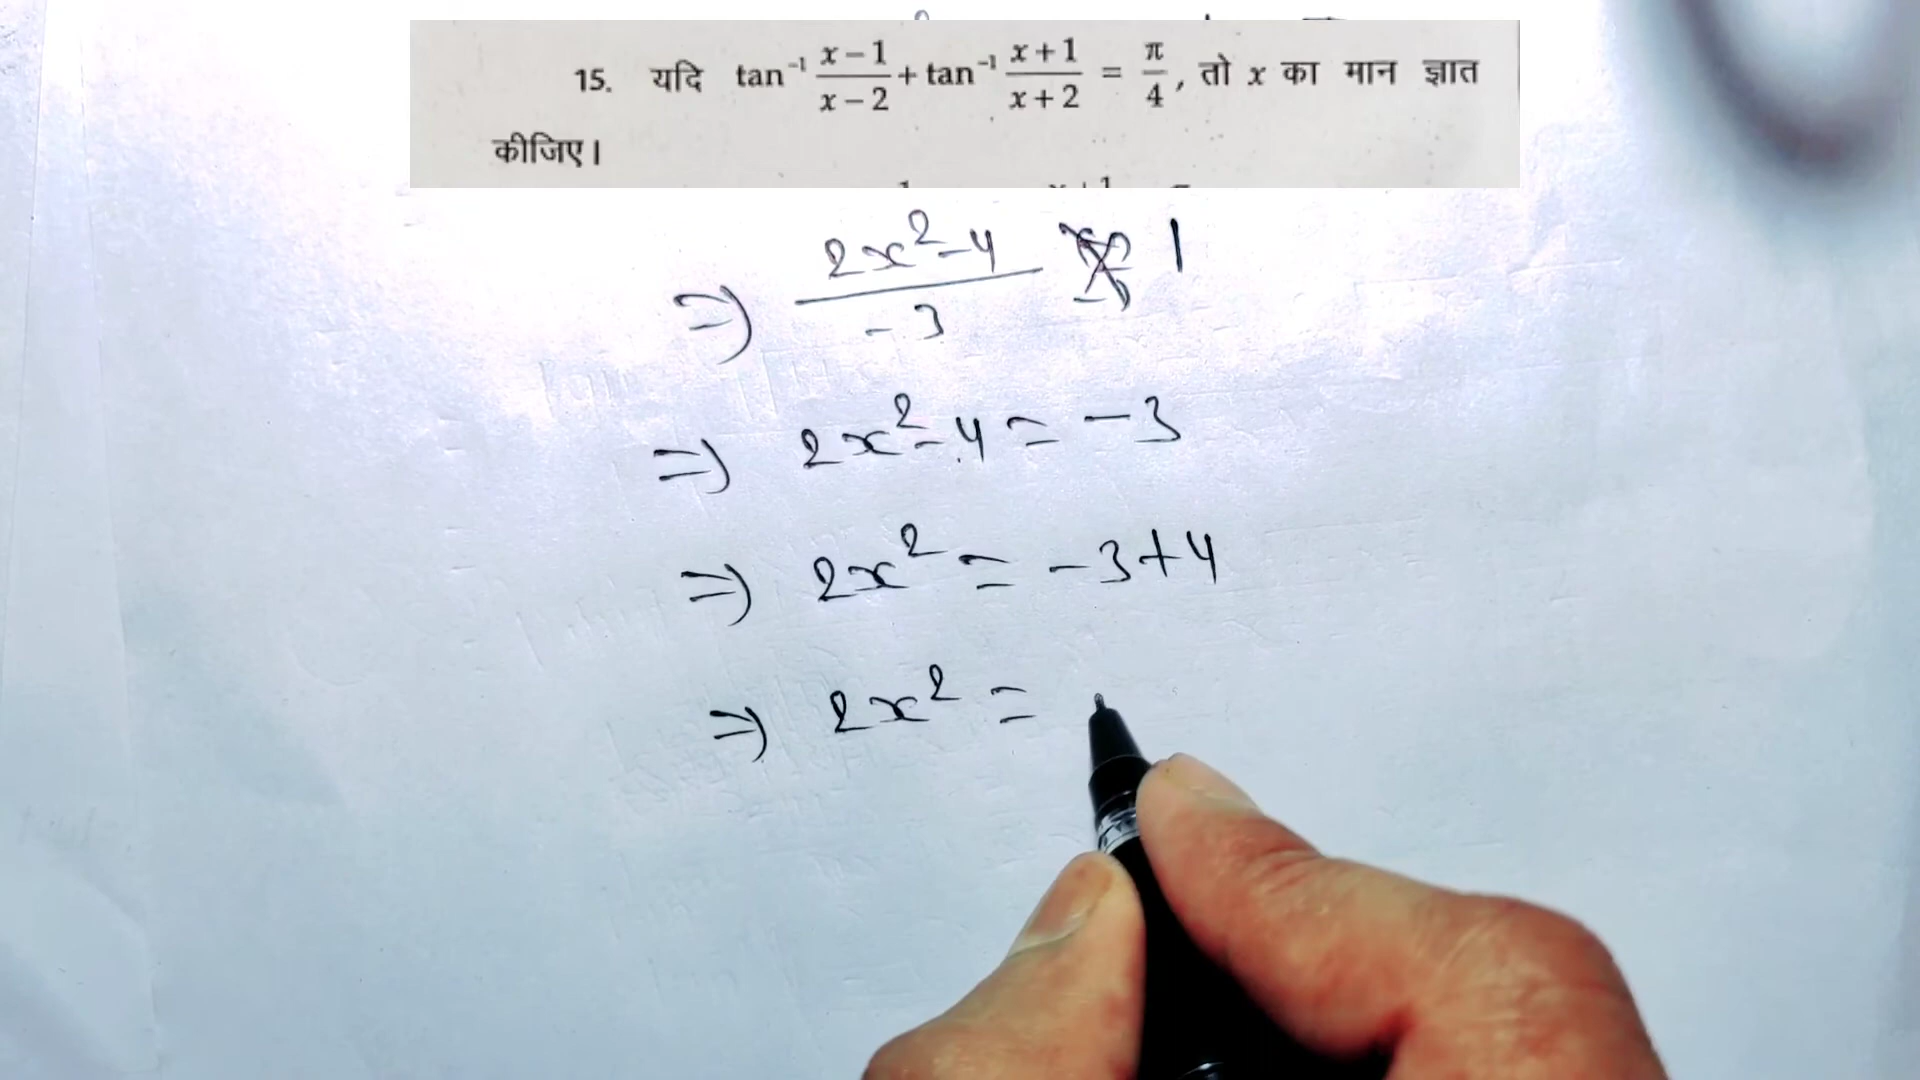 15. यदि tan⁻¹ (x−1)/(x−2) + tan⁻¹ (x+1)/(x+2) = π/4, तो x का मान ज्ञात
कीजिए।
⇒ (2x²−4)/(−3) 1
⇒ 2x²−4 = −3
⇒ 2x² = −3+4
⇒ 2x² =